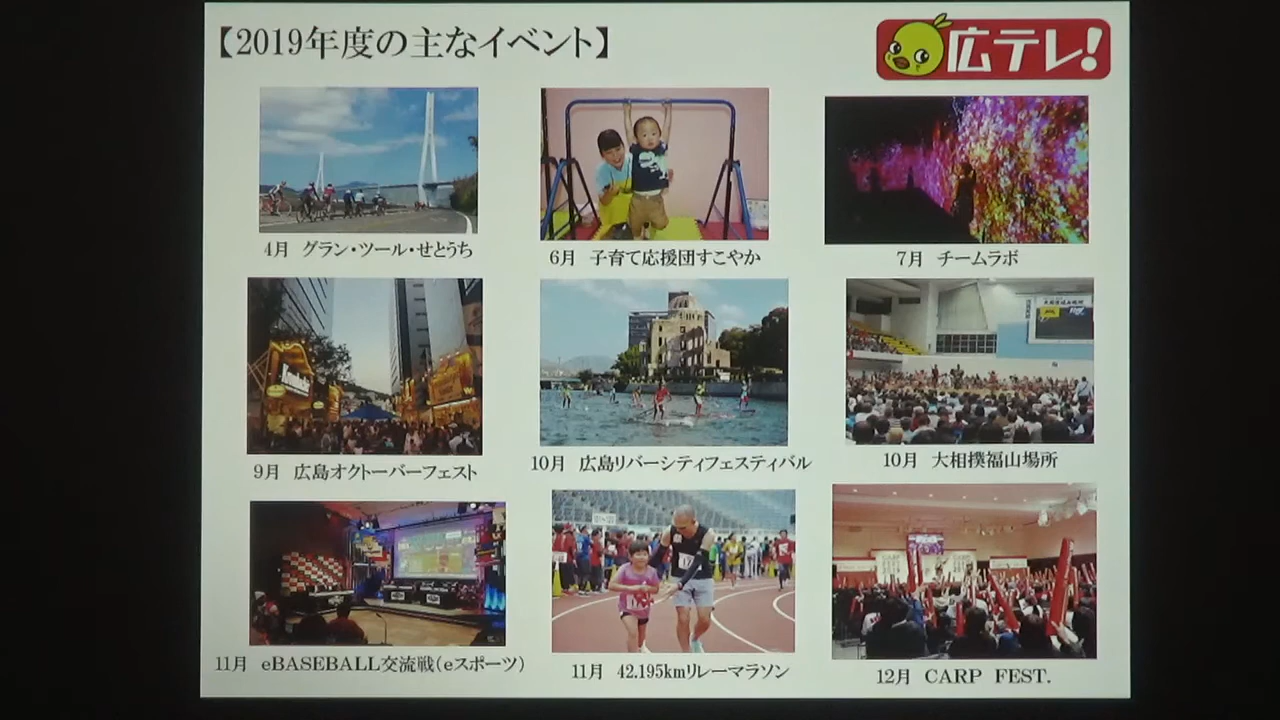 【2019年度の主なイベント】
広テレ!
4月 グラン・ツール・せとうち
6月 子育て応援団すこやか
7月 チームラボ
9月 広島オクトーバーフェスト
10月 広島リバーシティフェスティバル
10月 大相撲福山場所
11月 eBASEBALL交流戦(eスポーツ)
11月 42.195kmリレーマラソン
12月 CARP FEST.